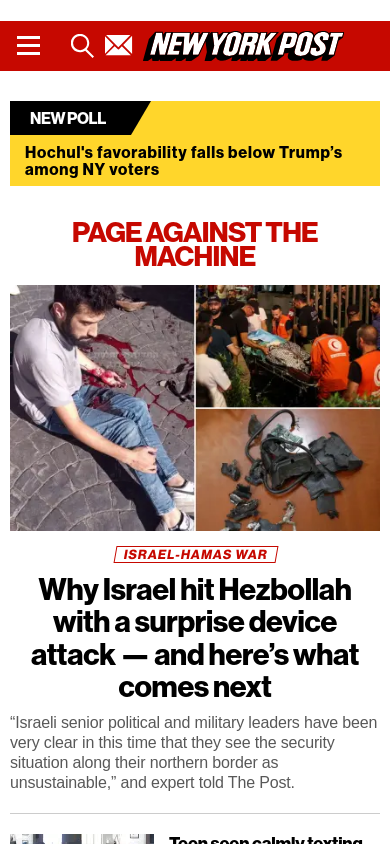 NEW YORK POST
NEW POLL
Hochul's favorability falls below Trump’s
among NY voters
PAGE AGAINST THE
MACHINE
ISRAEL-HAMAS WAR
Why Israel hit Hezbollah
with a surprise device
attack — and here’s what
comes next
“Israeli senior political and military leaders have been
very clear in this time that they see the security
situation along their northern border as
unsustainable,” and expert told The Post.
Teen seen calmly texting